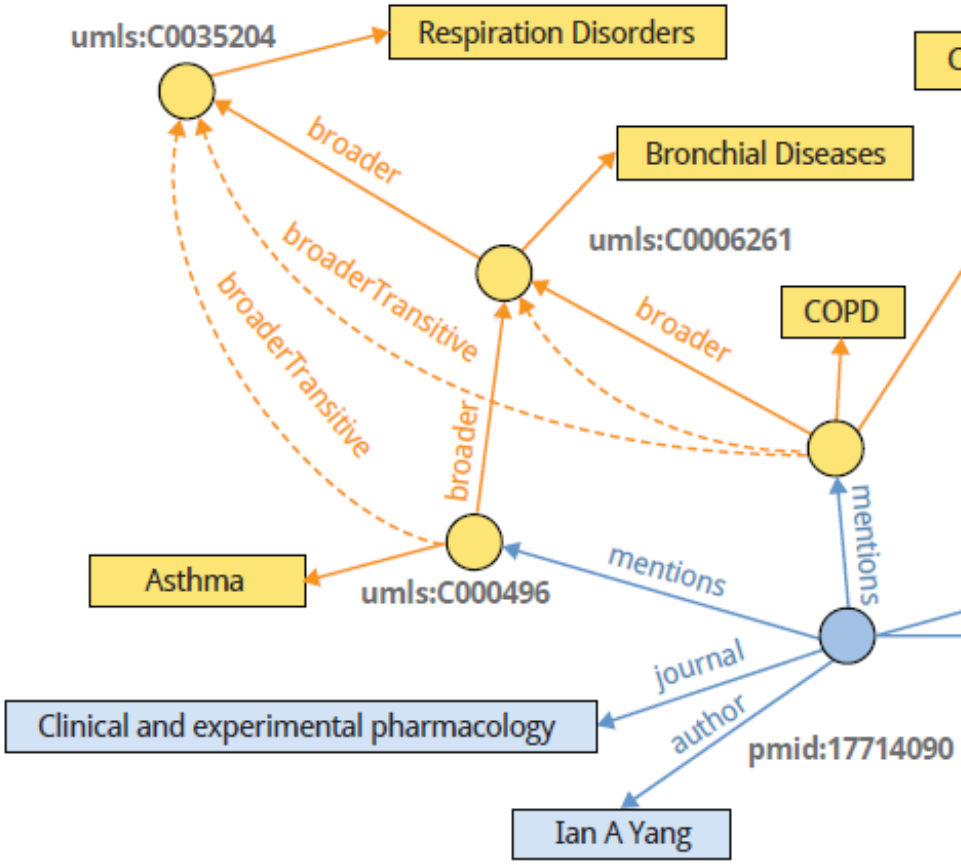 umls:C0035204
Respiration Disorders
C
broader
Bronchial Diseases
umls:C0006261
broaderTransitive
broaderTransitive
broader
COPD
broader
mentions
mentions
Asthma
umls:C000496
journal
Clinical and experimental pharmacology
author
pmid:17714090
Ian A Yang